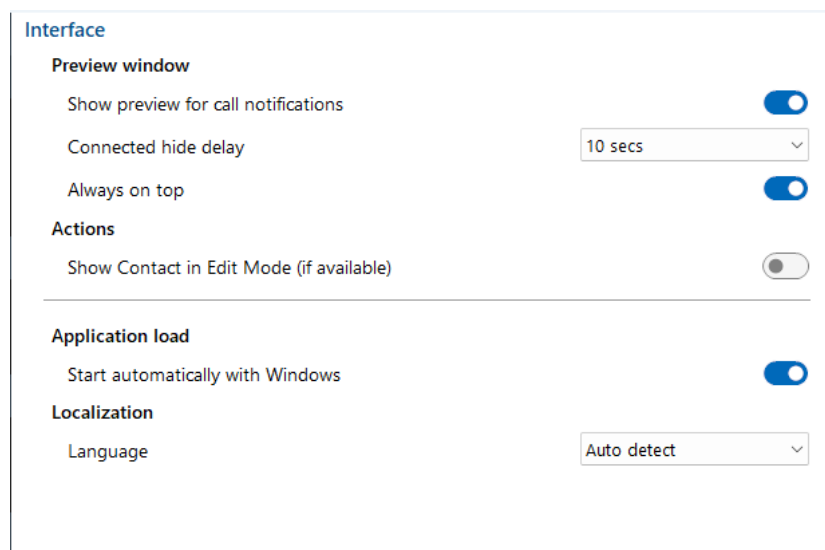 Interface
Preview window
Show preview for call notifications
Connected hide delay 10 secs
Always on top
Actions
Show Contact in Edit Mode (if available)
Application load
Start automatically with Windows
Localization
Language Auto detect